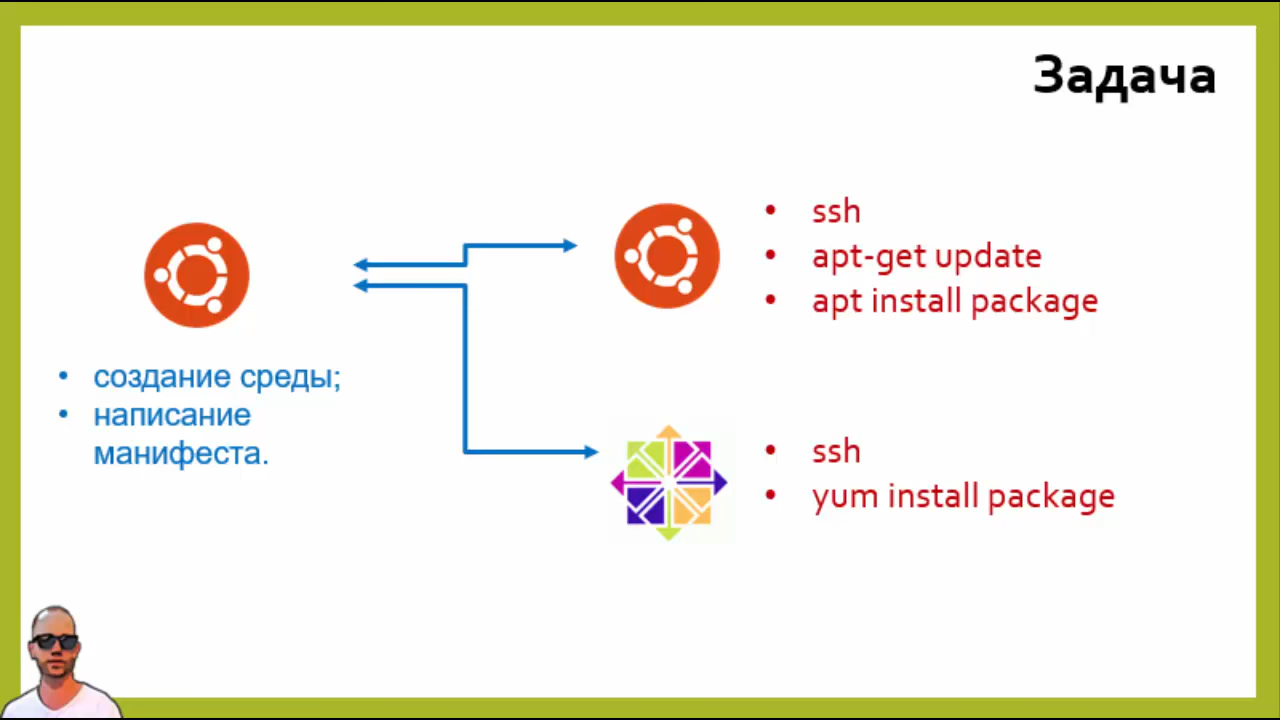 Задача
• создание среды;
• написание
манифеста.
• ssh
• apt-get update
• apt install package
• ssh
• yum install package